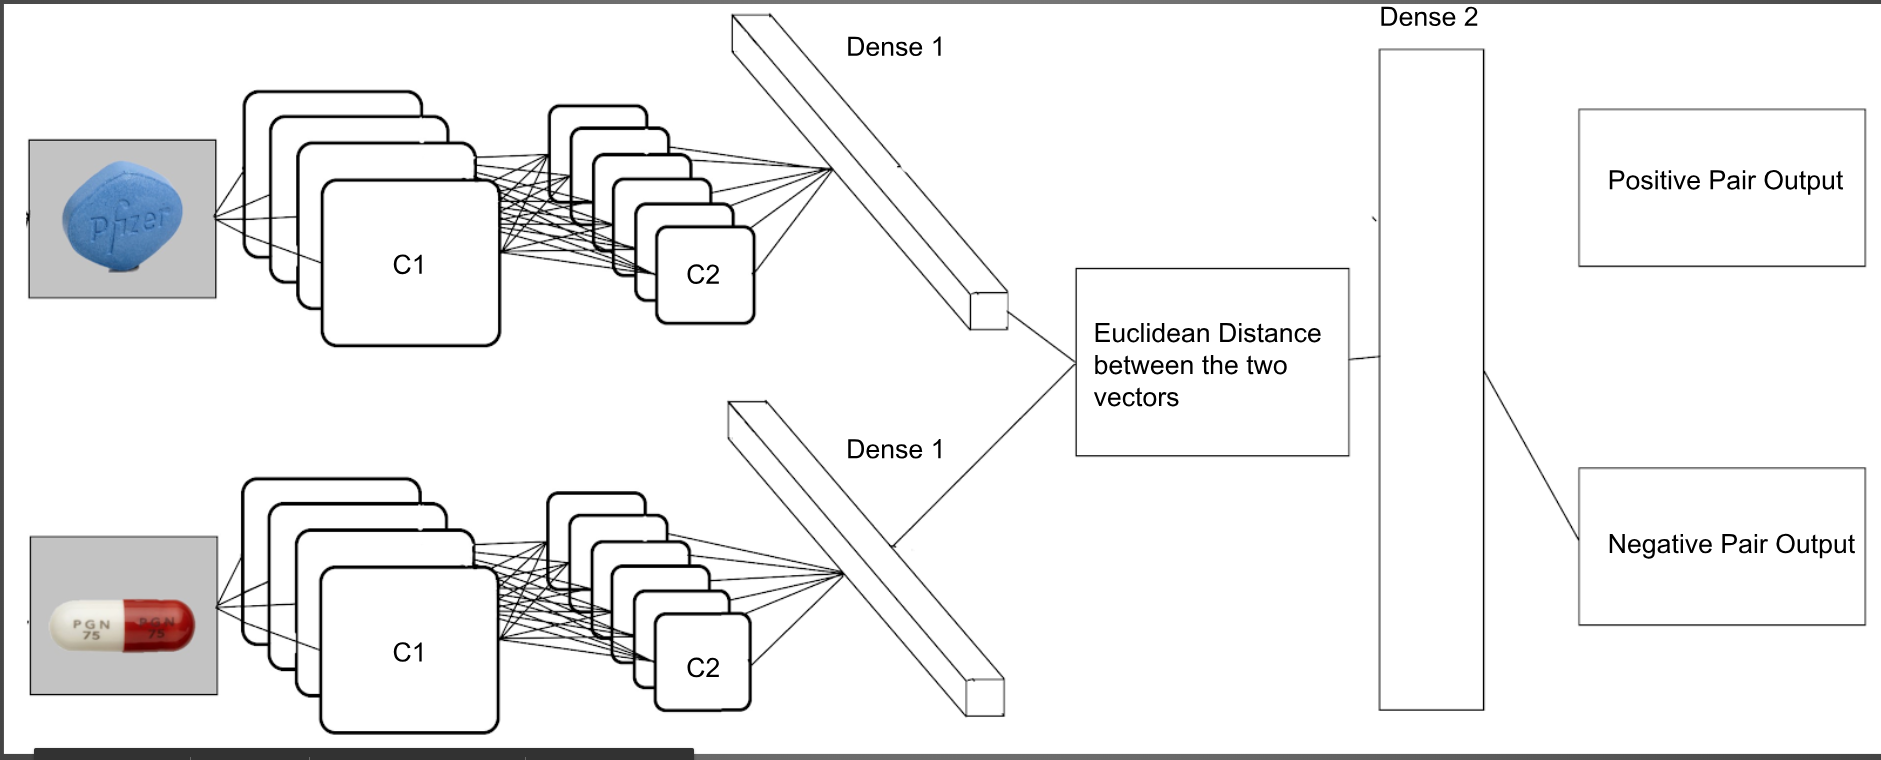 Dense 2
Dense 1
Positive Pair Output
Pfizer
C1
C2
Euclidean Distance
between the two
vectors
Dense 1
Negative Pair Output
PGN
75
PGN
75
C1
C2